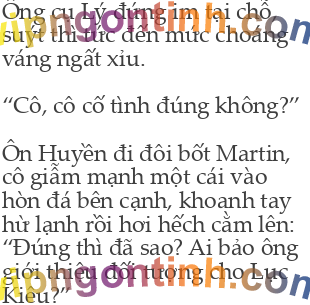 Ông cụ Lý đứng im tại chỗ,
suýt thì tức đến mức choáng
váng ngất xỉu.
“Cô, cô cố tình đúng không?”
Ôn Huyền đi đôi bốt Martin,
cô giẫm mạnh một cái vào
hòn đá bên cạnh, khoanh tay
hừ lạnh rồi hơi hếch cằm lên:
“Đúng thì đã sao? Ai bảo ông
giới thiệu đối tượng cho Lục
Kiêu?”
npngontinh.com
npngontinh.com